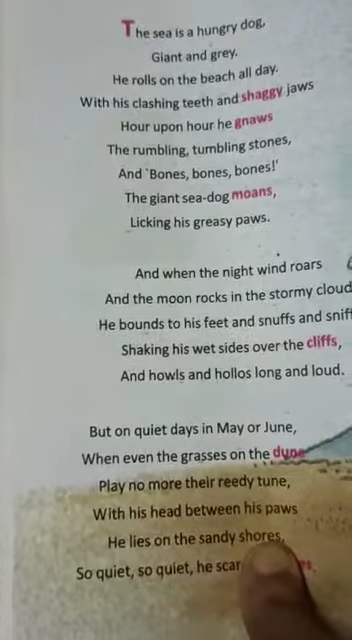 The sea is a hungry dog,
Giant and grey.
He rolls on the beach all day.
With his clashing teeth and shaggy jaws
Hour upon hour he gnaws
The rumbling, tumbling stones,
And `Bones, bones, bones!'
The giant sea-dog moans,
Licking his greasy paws.
And when the night wind roars
And the moon rocks in the stormy cloud
He bounds to his feet and snuffs and sniff
Shaking his wet sides over the cliffs,
And howls and hollos long and loud.
But on quiet days in May or June,
When even the grasses on the dune
Play no more their reedy tune,
With his head between his paws
He lies on the sandy shores,
So quiet, so quiet, he